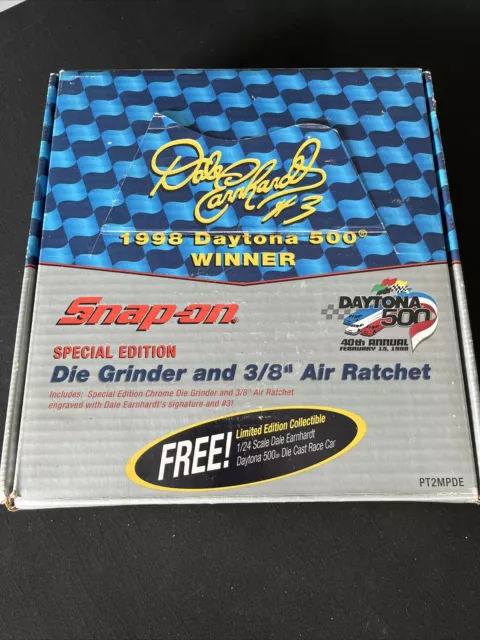 Dale
Earnhardt
#3
1998 Daytona 500®
WINNER
Snap-on®
DAYTONA
500
40th ANNUAL
FEBRUARY 15, 1998
SPECIAL EDITION
Die Grinder and 3/8" Air Ratchet
Includes: Special Edition Chrome Die Grinder and 3/8" Air Ratchet
engraved with Dale Earnhardt's signature and #3!
FREE!
Limited Edition Collectible
1/24 Scale Dale Earnhardt
Daytona 500® Die Cast Race Car
PT2MPDE